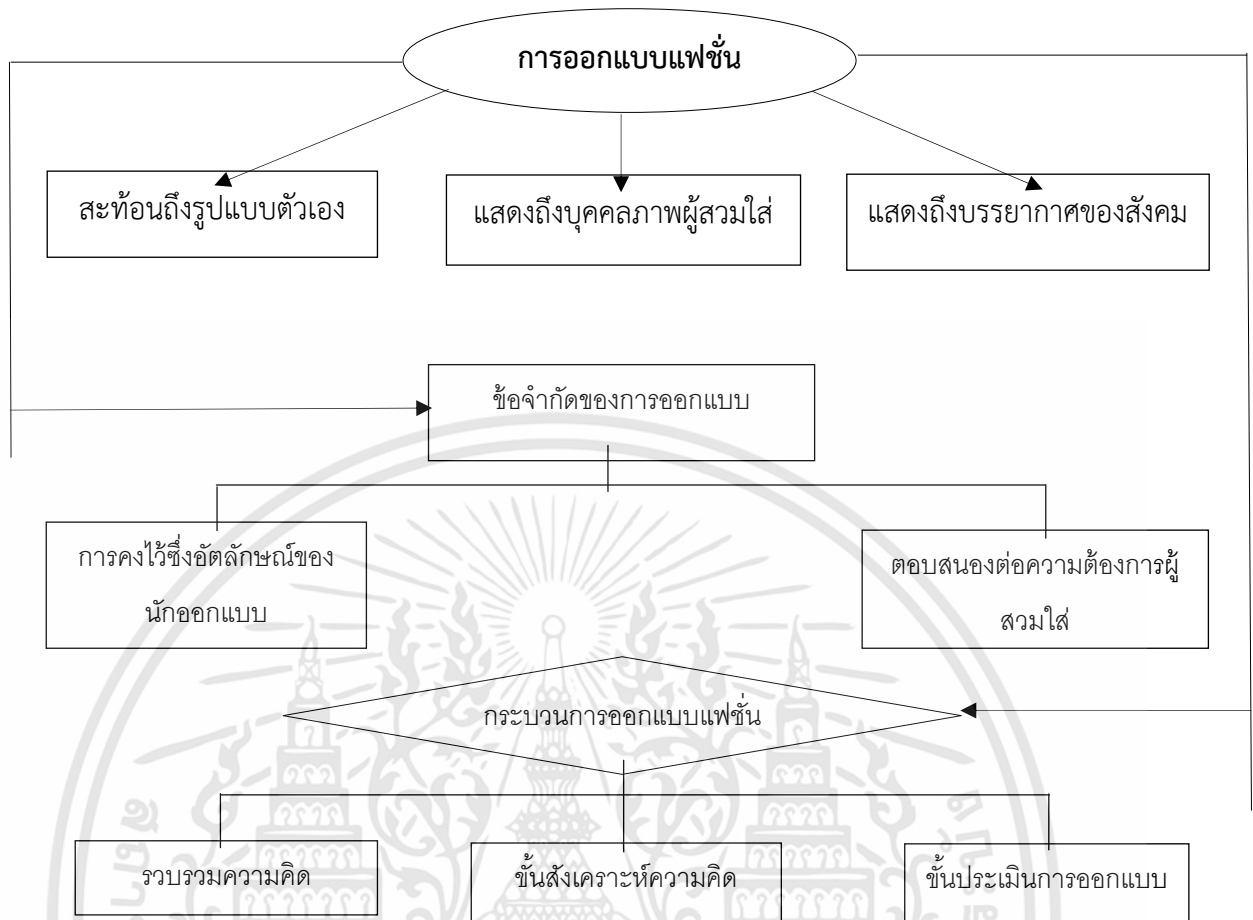 การออกแบบแฟชั่น
สะท้อนถึงรูปแบบตัวเอง
แสดงถึงบุคคลภาพผู้สวมใส่
แสดงถึงบรรยากาศของสังคม
ข้อจำกัดของการออกแบบ
การคงไว้ซึ่งอัตลักษณ์ของ
นักออกแบบ
ตอบสนองต่อความต้องการผู้
สวมใส่
กระบวนการออกแบบแฟชั่น
รวบรวมความคิด
ขั้นสังเคราะห์ความคิด
ขั้นประเมินการออกแบบ